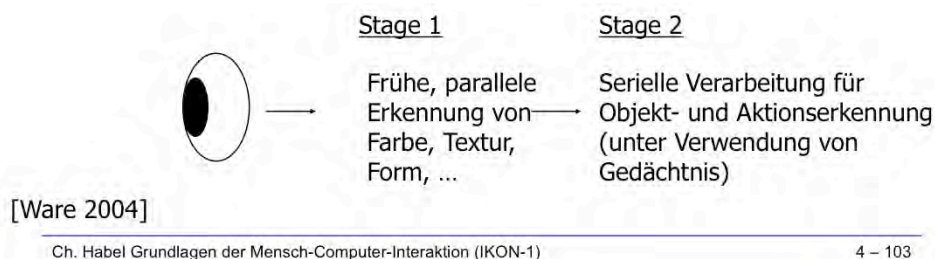 Stage 1
Frühe, parallele
Erkennung von
Farbe, Textur,
Form, ...
Stage 2
Serielle Verarbeitung für
Objekt- und Aktionserkennung
(unter Verwendung von
Gedächtnis)
[Ware 2004]
Ch. Habel Grundlagen der Mensch-Computer-Interaktion (IKON-1)
4 – 103